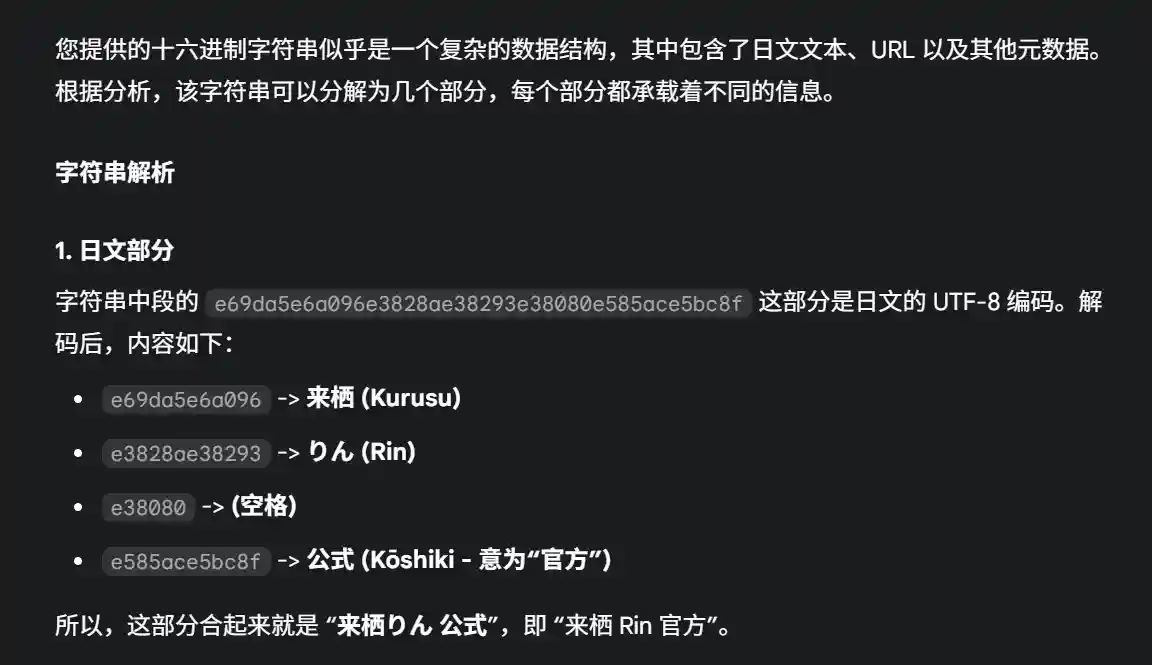 您提供的十六进制字符串似乎是一个复杂的数据结构，其中包含了日文文本、URL 以及其他元数据。
根据分析，该字符串可以分解为几个部分，每个部分都承载着不同的信息。
字符串解析
1. 日文部分
字符串中段的 e69da5e6a096e3828ae38293e38080e585ace5bc8f 这部分是日文的 UTF-8 编码。解
码后，内容如下：
• e69da5e6a096 -> 来栖 (Kurusu)
• e3828ae38293 -> りん (Rin)
• e38080 -> (空格)
• e585ace5bc8f -> 公式 (Kōshiki - 意为“官方”)
所以，这部分合起来就是 “来栖りん 公式”，即 “来栖 Rin 官方”。